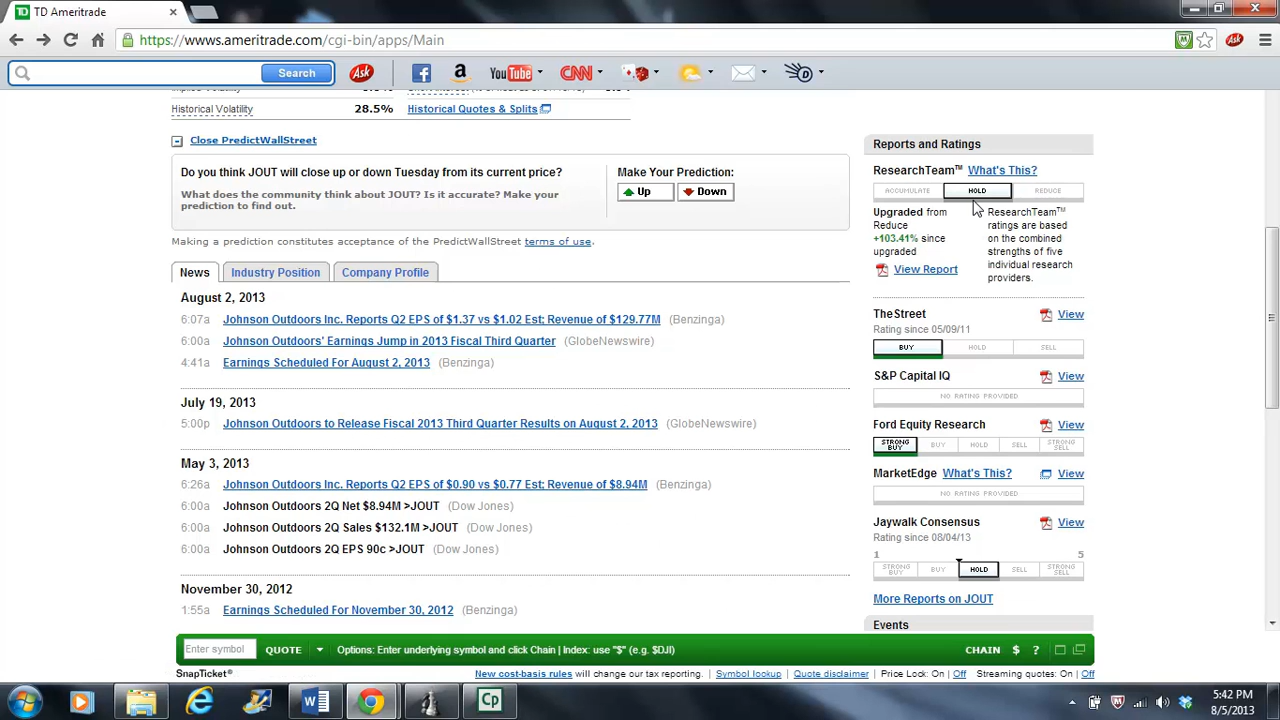 TD Ameritrade
https://wwws.ameritrade.com/cgi-bin/apps/Main
Search
Ask
You Tube
CNN
Ask
Historical Volatility 28.5% Historical Quotes & Splits
Close PredictWallStreet
Do you think JOUT will close up or down Tuesday from its current price?
What does the community think about JOUT? Is it accurate? Make your
prediction to find out.
Make Your Prediction:
Up Down
Making a prediction constitutes acceptance of the PredictWallStreet terms of use.
News Industry Position Company Profile
August 2, 2013
6:07a Johnson Outdoors Inc. Reports Q2 EPS of $1.37 vs $1.02 Est; Revenue of $129.77M (Benzinga)
6:00a Johnson Outdoors' Earnings Jump in 2013 Fiscal Third Quarter (GlobeNewswire)
4:41a Earnings Scheduled For August 2, 2013 (Benzinga)
July 19, 2013
5:00p Johnson Outdoors to Release Fiscal 2013 Third Quarter Results on August 2, 2013 (GlobeNewswire)
May 3, 2013
6:26a Johnson Outdoors Inc. Reports Q2 EPS of $0.90 vs $0.77 Est; Revenue of $8.94M (Benzinga)
6:00a Johnson Outdoors 2Q Net $8.94M >JOUT (Dow Jones)
6:00a Johnson Outdoors 2Q Sales $132.1M >JOUT (Dow Jones)
6:00a Johnson Outdoors 2Q EPS 90c >JOUT (Dow Jones)
November 30, 2012
1:55a Earnings Scheduled For November 30, 2012 (Benzinga)
Reports and Ratings
ResearchTeam™ What's This?
ACCUMULATE HOLD REDUCE
Upgraded from
Reduce
+103.41% since
upgraded
View Report
ResearchTeam™
ratings are based
on the combined
strengths of five
individual research
providers.
TheStreet View
Rating since 05/09/11
BUY HOLD SELL
S&P Capital IQ View
NO RATING PROVIDED
Ford Equity Research View
STRONG BUY BUY HOLD SELL STRONG SELL
MarketEdge What's This? View
NO RATING PROVIDED
Jaywalk Consensus View
Rating since 08/04/13
1 5
STRONG BUY BUY HOLD SELL STRONG SELL
More Reports on JOUT
Events
Enter symbol QUOTE Options: Enter underlying symbol and click Chain | Index: use "$" (e.g. $DJI) CHAIN $ ?
SnapTicket® New cost-basis rules will change our tax reporting. Symbol lookup Quote disclaimer Price Lock: On | Off Streaming quotes: On | Off
W
Cp
5:42 PM
8/5/2013